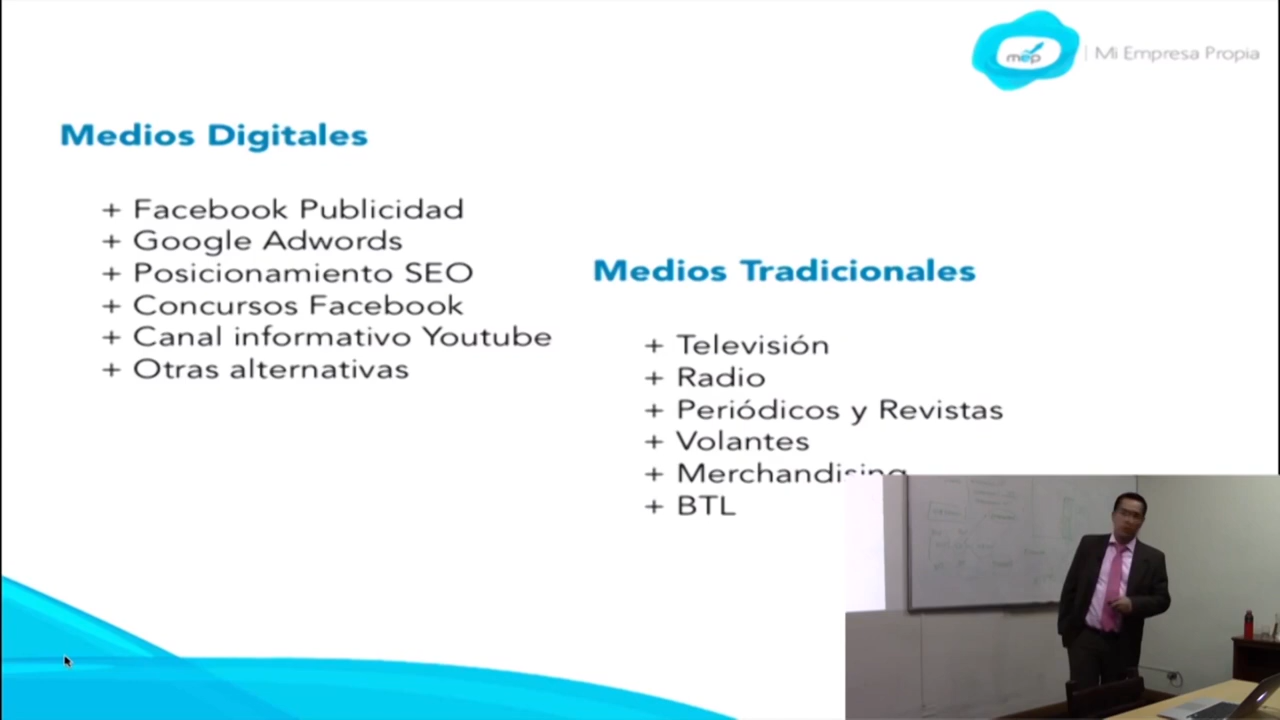 mep | Mi Empresa Propia
Medios Digitales
+ Facebook Publicidad
+ Google Adwords
+ Posicionamiento SEO
+ Concursos Facebook
+ Canal informativo Youtube
+ Otras alternativas
Medios Tradicionales
+ Televisión
+ Radio
+ Periódicos y Revistas
+ Volantes
+ Merchandising
+ BTL